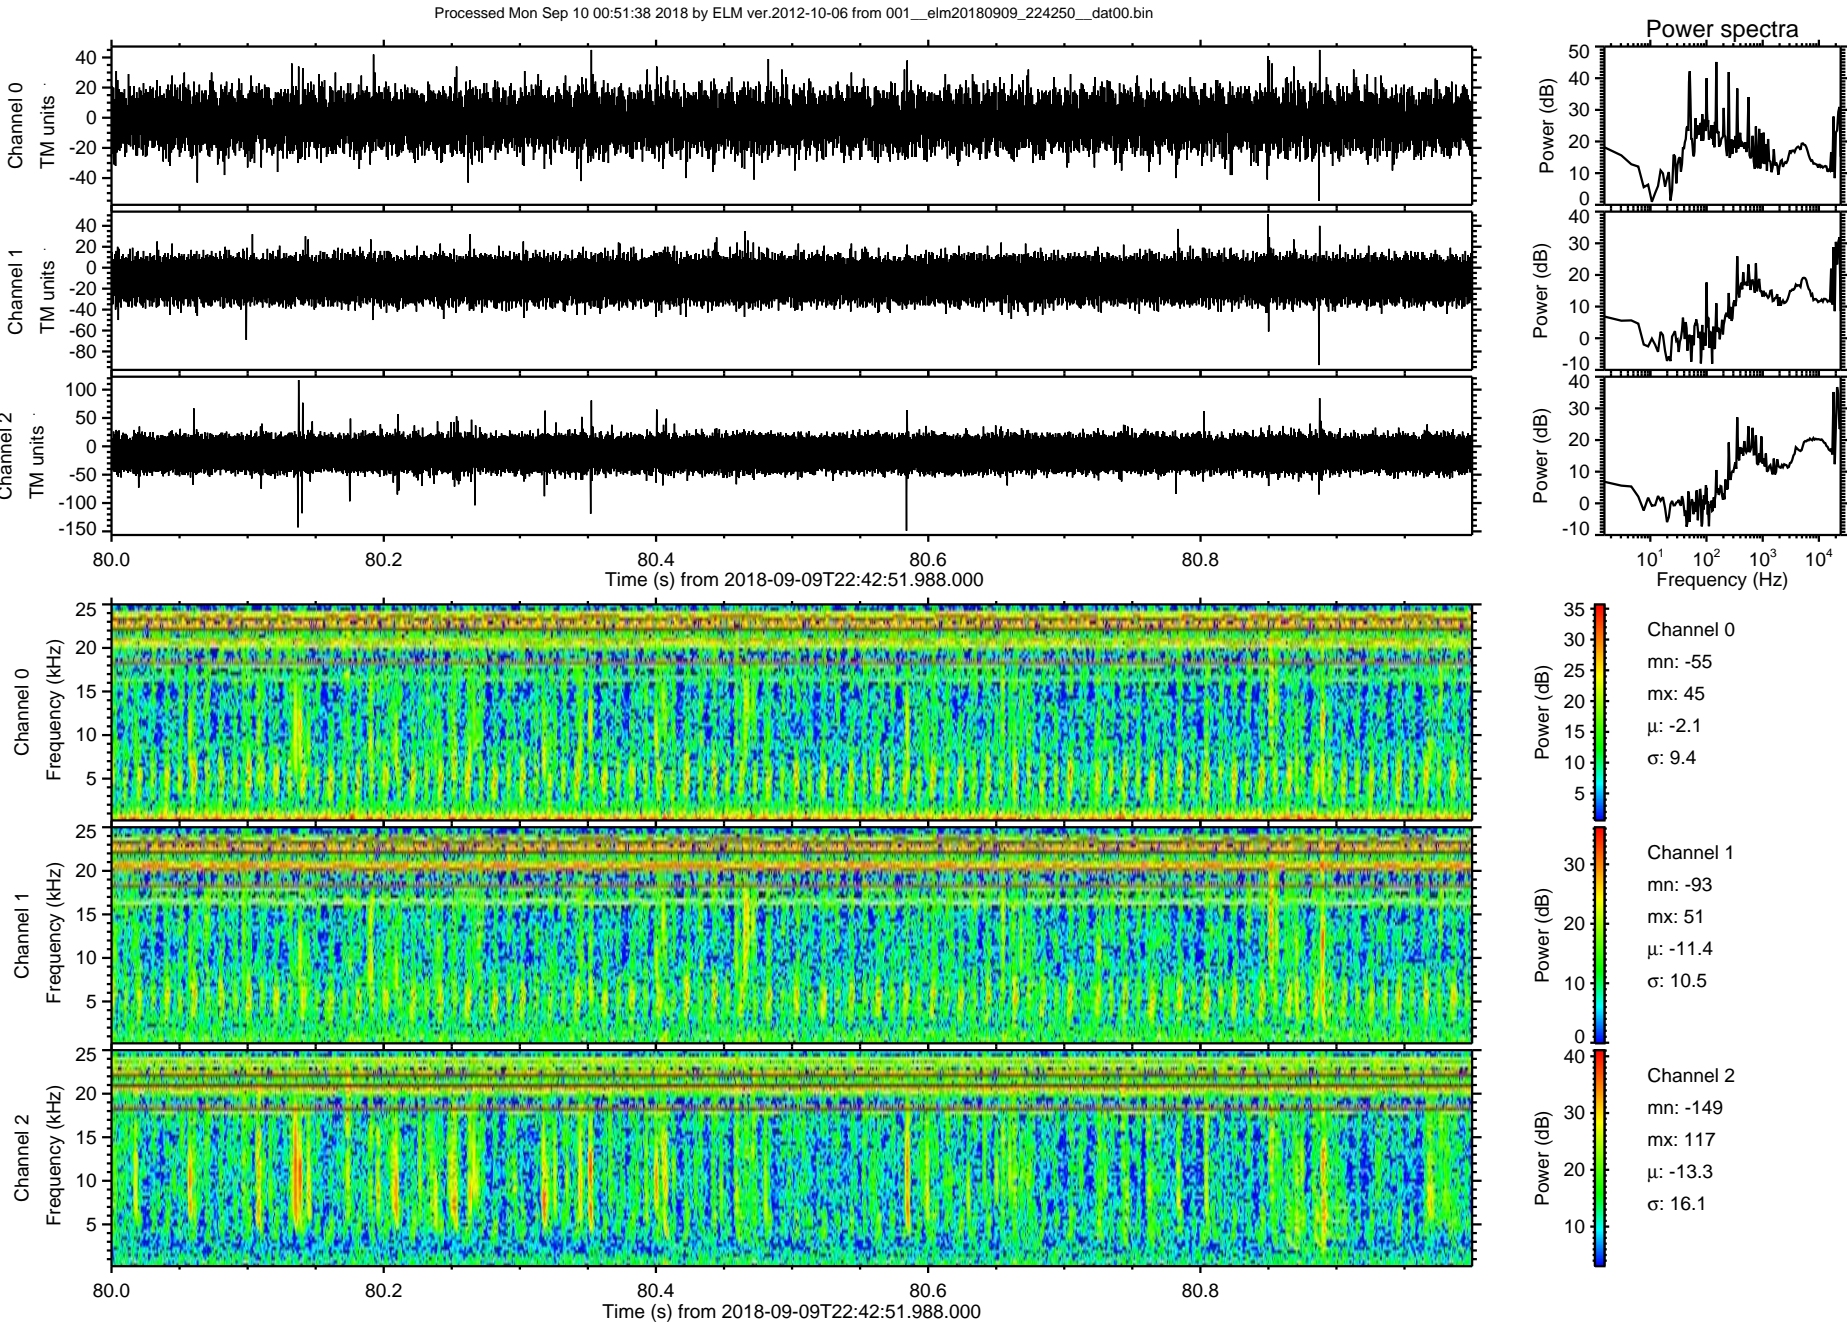 Processed Mon Sep 10 00:51:38 2018 by ELM ver.2012-10-06 from 001__elm20180909_224250__dat00.bin
Power spectra
Channel 0
TM units
40
20
0
-20
-40
Power (dB)
50
40
30
20
10
0
Channel 1
TM units
40
20
0
-20
-40
-60
-80
Power (dB)
40
30
20
10
0
-10
Channel 2
TM units
100
50
0
-50
-100
-150
Power (dB)
40
30
20
10
0
-10
80.0 80.2 80.4 80.6 80.8
Time (s) from 2018-09-09T22:42:51.988.000
10^1 10^2 10^3 10^4
Frequency (Hz)
Channel 0
Frequency (kHz)
25
20
15
10
5
Power (dB)
35
30
25
20
15
10
5
Channel 0
mn: -55
mx: 45
μ: -2.1
σ: 9.4
Channel 1
Frequency (kHz)
25
20
15
10
5
Power (dB)
30
20
10
0
Channel 1
mn: -93
mx: 51
μ: -11.4
σ: 10.5
Channel 2
Frequency (kHz)
25
20
15
10
5
Power (dB)
40
30
20
10
Channel 2
mn: -149
mx: 117
μ: -13.3
σ: 16.1
80.0 80.2 80.4 80.6 80.8
Time (s) from 2018-09-09T22:42:51.988.000